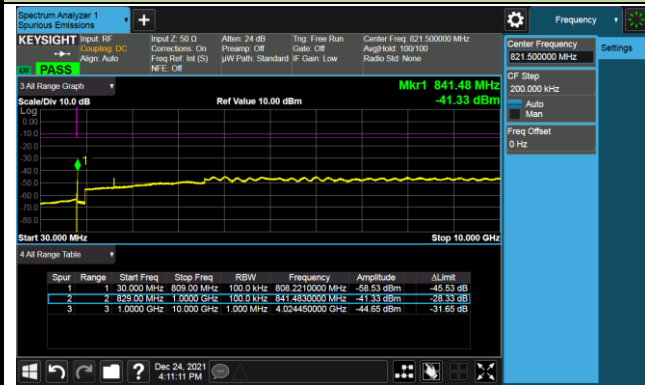 Spectrum Analyzer 1
Spurious Emissions
Frequency
KEYSIGHT
Input: RF
Coupling: DC
Align: Auto
PASS
Input Z: 50 Ω
Corrections: On
Freq Ref: Int (S)
NFE: Off
Atten: 24 dB
Preamp: Off
µW Path: Standard
Trig: Free Run
Gate: Off
IF Gain: Low
Center Freq: 821.500000 MHz
Avg|Hold: 100/100
Radio Std: None
Center Frequency
821.500000 MHz
Settings
CF Step
200.000 kHz
Auto
Man
Freq Offset
0 Hz
3 All Range Graph
Mkr1 841.48 MHz
Scale/Div 10.0 dB
Ref Value 10.00 dBm
-41.33 dBm
Log
0.00
-10.0
-20.0
-30.0
1
-40.0
-50.0
-60.0
-70.0
-80.0
Start 30.000 MHz
Stop 10.000 GHz
4 All Range Table
Spur Range Start Freq Stop Freq RBW Frequency Amplitude ΔLimit
1 1 30.000 MHz 809.00 MHz 100.0 kHz 808.2210000 MHz -58.53 dBm -45.53 dB
2 2 829.00 MHz 1.0000 GHz 100.0 kHz 841.4830000 MHz -41.33 dBm -28.33 dB
3 3 1.0000 GHz 10.000 GHz 1.000 MHz 4.024450000 GHz -44.65 dBm -31.65 dB
?
Dec 24, 2021
4:11:11 PM